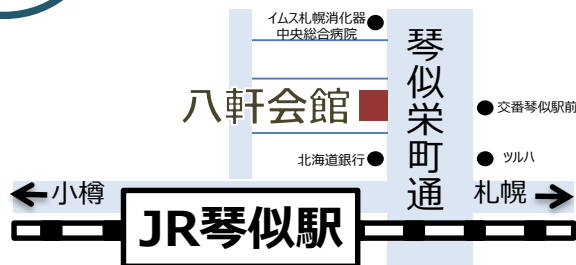 イムス札幌消化器
中央総合病院
琴似栄町通
八軒会館
交番琴似駅前
北海道銀行
ツルハ
小樽
札幌
JR琴似駅